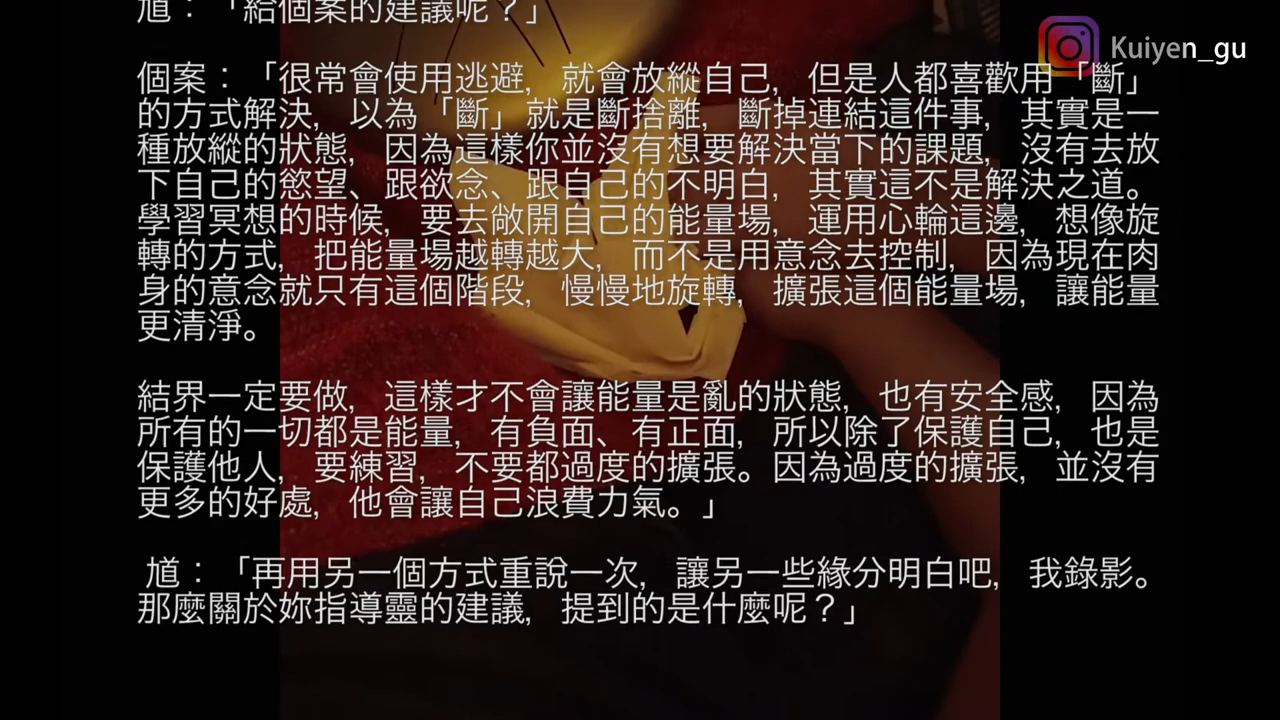 馗：「給個案的建議呢？」
Kuiyen_gu
個案：「很常會使用逃避，就會放縱自己，但是人都喜歡用「斷」
的方式解決，以為「斷」就是斷捨離，斷掉連結這件事，其實是一
種放縱的狀態，因為這樣你並沒有想要解決當下的課題，沒有去放
下自己的慾望、跟欲念、跟自己的不明白，其實這不是解決之道。
學習冥想的時候，要去敞開自己的能量場，運用心輪這邊，想像旋
轉的方式，把能量場越轉越大，而不是用意念去控制，因為現在肉
身的意念就只有這個階段，慢慢地旋轉，擴張這個能量場，讓能量
更清淨。
結界一定要做，這樣才不會讓能量是亂的狀態，也有安全感，因為
所有的一切都是能量，有負面、有正面，所以除了保護自己，也是
保護他人，要練習，不要都過度的擴張。因為過度的擴張，並沒有
更多的好處，他會讓自己浪費力氣。」
馗：「再用另一個方式重說一次，讓另一些緣分明白吧，我錄影。
那麼關於妳指導靈的建議，提到的是什麼呢？」